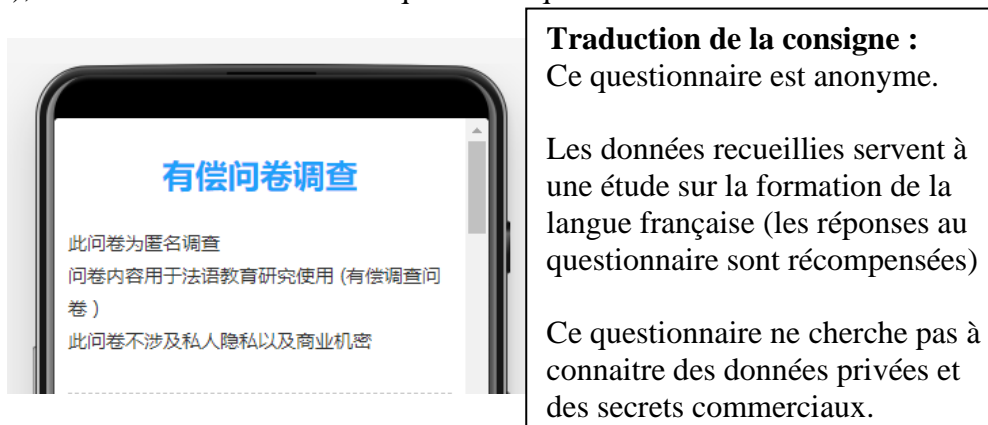 有偿问卷调查
此问卷为匿名调查
问卷内容用于法语教育研究使用 (有偿调查问
卷 )
此问卷不涉及私人隐私以及商业机密
Traduction de la consigne :
Ce questionnaire est anonyme.
Les données recueillies servent à
une étude sur la formation de la
langue française (les réponses au
questionnaire sont récompensées)
Ce questionnaire ne cherche pas à
connaitre des données privées et
des secrets commerciaux.